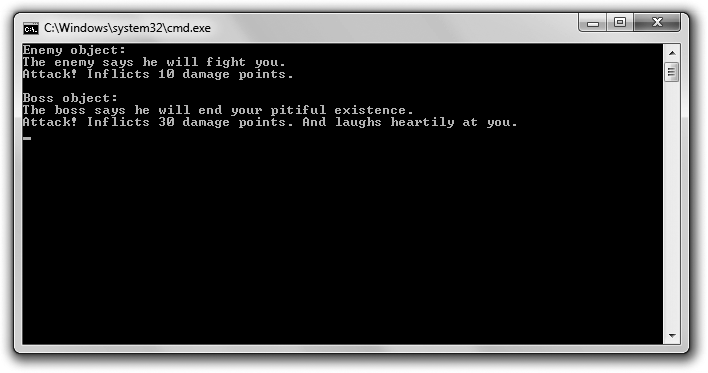 C:\Windows\system32\cmd.exe
Enemy object:
The enemy says he will fight you.
Attack! Inflicts 10 damage points.
Boss object:
The boss says he will end your pitiful existence.
Attack! Inflicts 30 damage points. And laughs heartily at you.